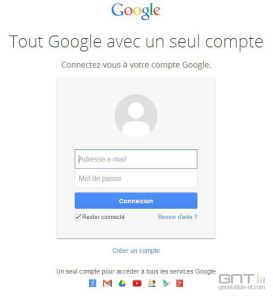 Google
Tout Google avec un seul compte
Connectez-vous à votre compte Google.
Adresse e-mail
Mot de passe
Connexion
Rester connecté Besoin d'aide ?
Créer un compte
Un seul compte pour accéder à tous les services Google
GNT
generation-nt.com